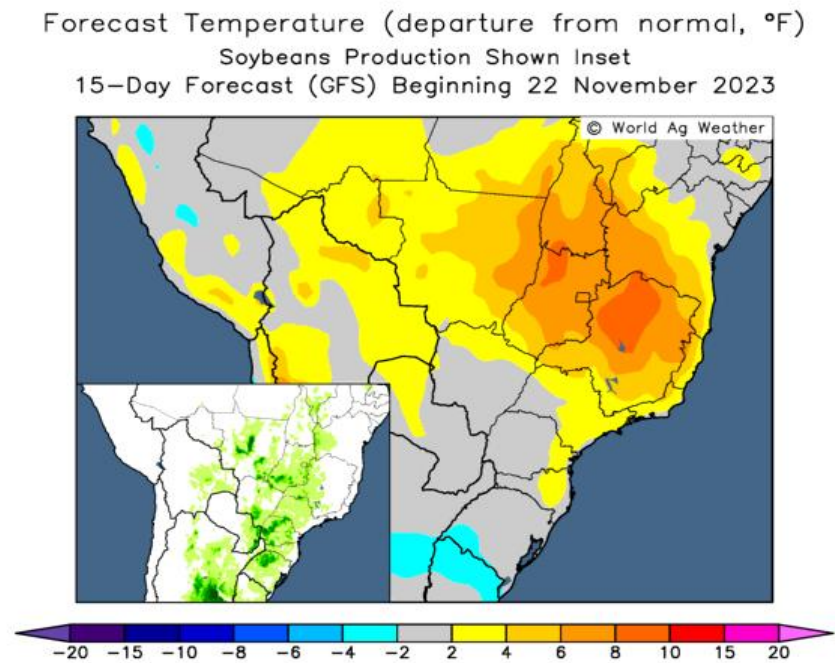 Forecast Temperature (departure from normal, °F)
Soybeans Production Shown Inset
15-Day Forecast (GFS) Beginning 22 November 2023
© World Ag Weather
-20 -15 -10 -8 -6 -4 -2 2 4 6 8 10 15 20